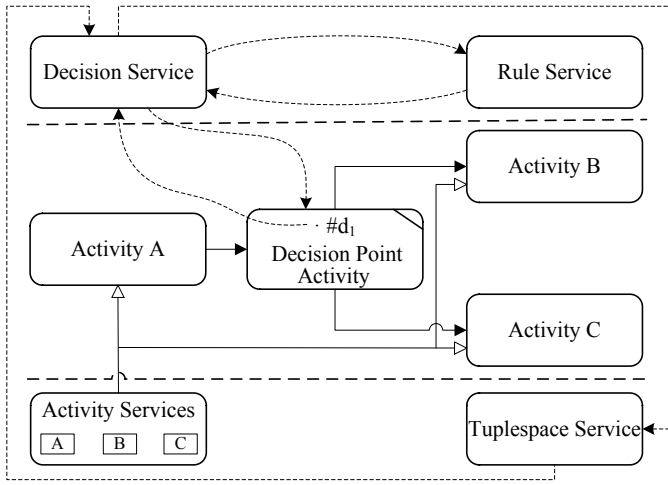 Decision Service
Rule Service
Activity B
#d₁
Decision Point
Activity
Activity A
Activity C
Activity Services
A B C
Tuplespace Service